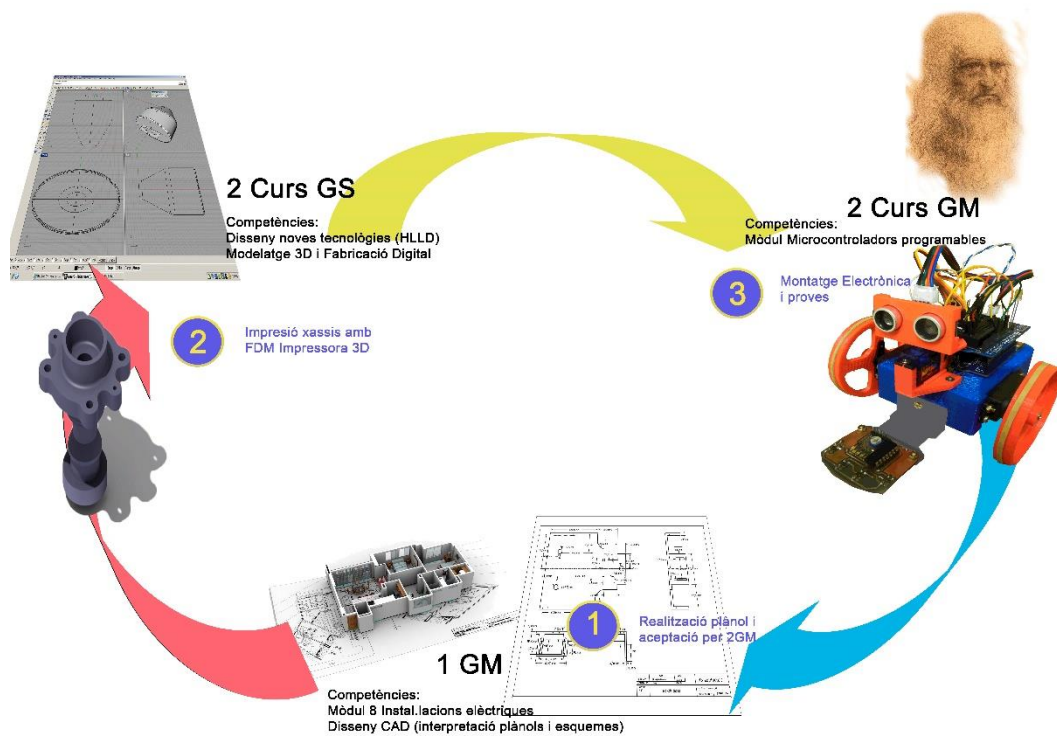 2 Curs GS
Competències:
Disseny noves tecnológies (HLLD)
Modelatge 3D i Fabricació Digital
2 Curs GM
Competències:
Mòdul Microcontroladors programables
3
Montatge Electrònica
i proves
2
Impresió xassis amb
FDM Impressora 3D
1
Realització plànol i
aceptació per 2GM
1 GM
Competències:
Mòdul 8 Instal.lacions elèctriques
Disseny CAD (interpretació plànols i esquemes)